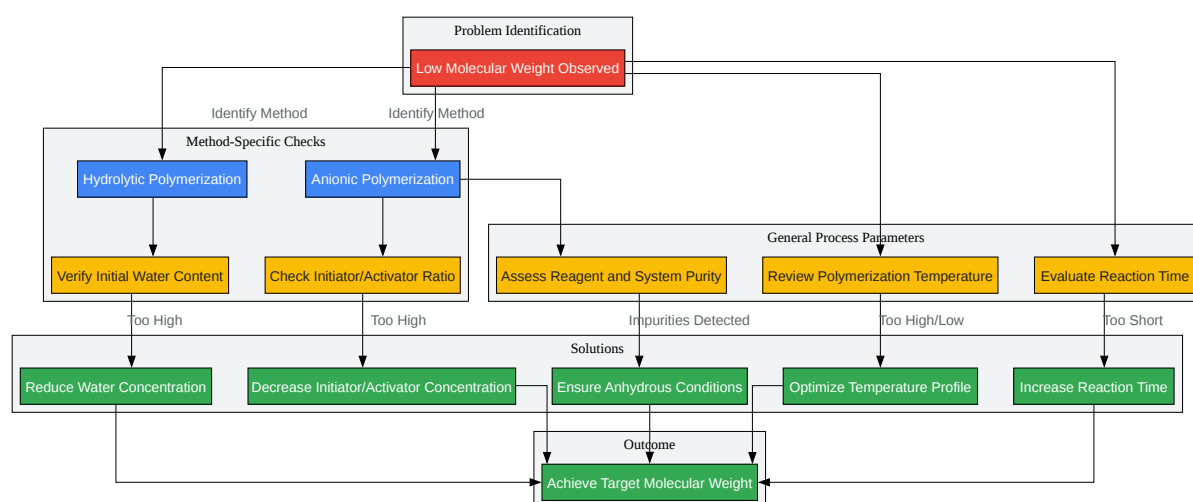 Problem Identification
Low Molecular Weight Observed
Identify Method
Identify Method
Method-Specific Checks
Hydrolytic Polymerization
Anionic Polymerization
General Process Parameters
Verify Initial Water Content
Check Initiator/Activator Ratio
Assess Reagent and System Purity
Review Polymerization Temperature
Evaluate Reaction Time
Too High
Too High
Impurities Detected
Too High/Low
Too Short
Solutions
Reduce Water Concentration
Decrease Initiator/Activator Concentration
Ensure Anhydrous Conditions
Optimize Temperature Profile
Increase Reaction Time
Outcome
Achieve Target Molecular Weight